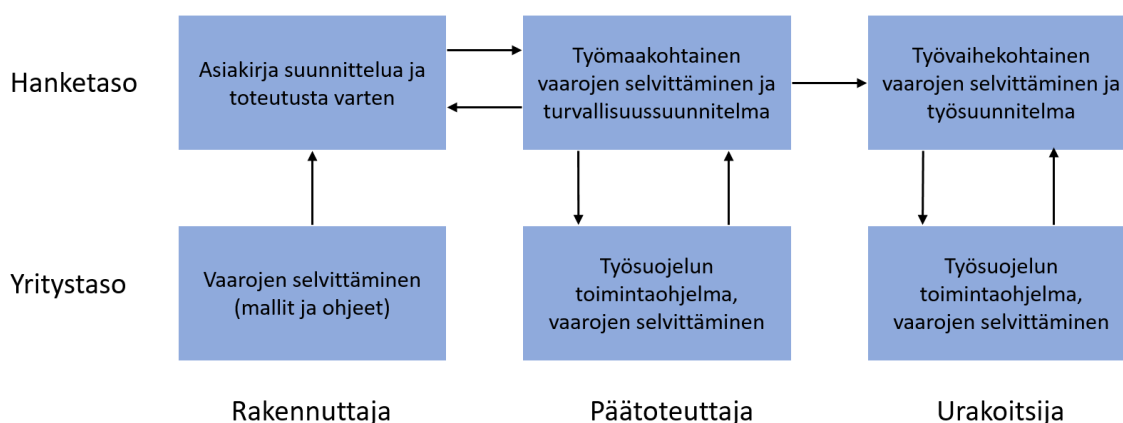 Hanketaso
Asiakirja suunnittelua ja
toteutusta varten
Työmaakohtainen
vaarojen selvittäminen ja
turvallisuussuunnitelma
Työvaihekohtainen
vaarojen selvittäminen ja
työsuunnitelma
Yritystaso
Vaarojen selvittäminen
(mallit ja ohjeet)
Työsuojelun
toimintaohjelma,
vaarojen selvittäminen
Työsuojelun
toimintaohjelma,
vaarojen selvittäminen
Rakennuttaja
Päätoteuttaja
Urakoitsija